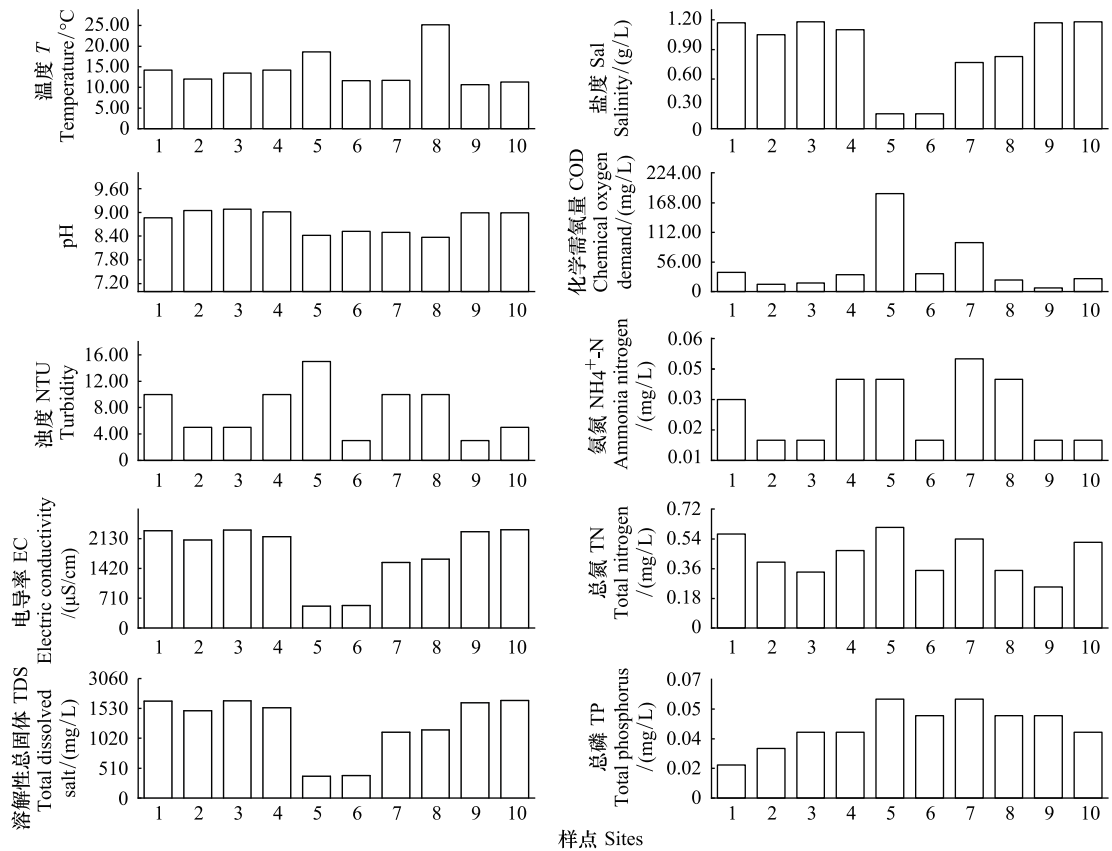 温度 T
Temperature/°C
25.00
20.00
15.00
10.00
5.00
0
1 2 3 4 5 6 7 8 9 10
盐度 Sal
Salinity/(g/L)
1.20
0.90
0.60
0.30
0
1 2 3 4 5 6 7 8 9 10
pH
9.60
9.00
8.40
7.80
7.20
1 2 3 4 5 6 7 8 9 10
化学需氧量 COD
Chemical oxygen
demand/(mg/L)
224.00
168.00
112.00
56.00
0
1 2 3 4 5 6 7 8 9 10
浊度 NTU
Turbidity
16.00
12.00
8.00
4.00
0
1 2 3 4 5 6 7 8 9 10
氨氮 NH4⁺-N
Ammonia nitrogen
/(mg/L)
0.06
0.05
0.03
0.02
0.01
1 2 3 4 5 6 7 8 9 10
电导率 EC
Electric conductivity
/(μS/cm)
2130
1420
710
0
1 2 3 4 5 6 7 8 9 10
总氮 TN
Total nitrogen
/(mg/L)
0.72
0.54
0.36
0.18
0
1 2 3 4 5 6 7 8 9 10
溶解性总固体 TDS
Total dissolved
salt/(mg/L)
3060
1530
1020
510
0
1 2 3 4 5 6 7 8 9 10
总磷 TP
Total phosphorus
/(mg/L)
0.07
0.05
0.04
0.02
0
1 2 3 4 5 6 7 8 9 10
样点 Sites